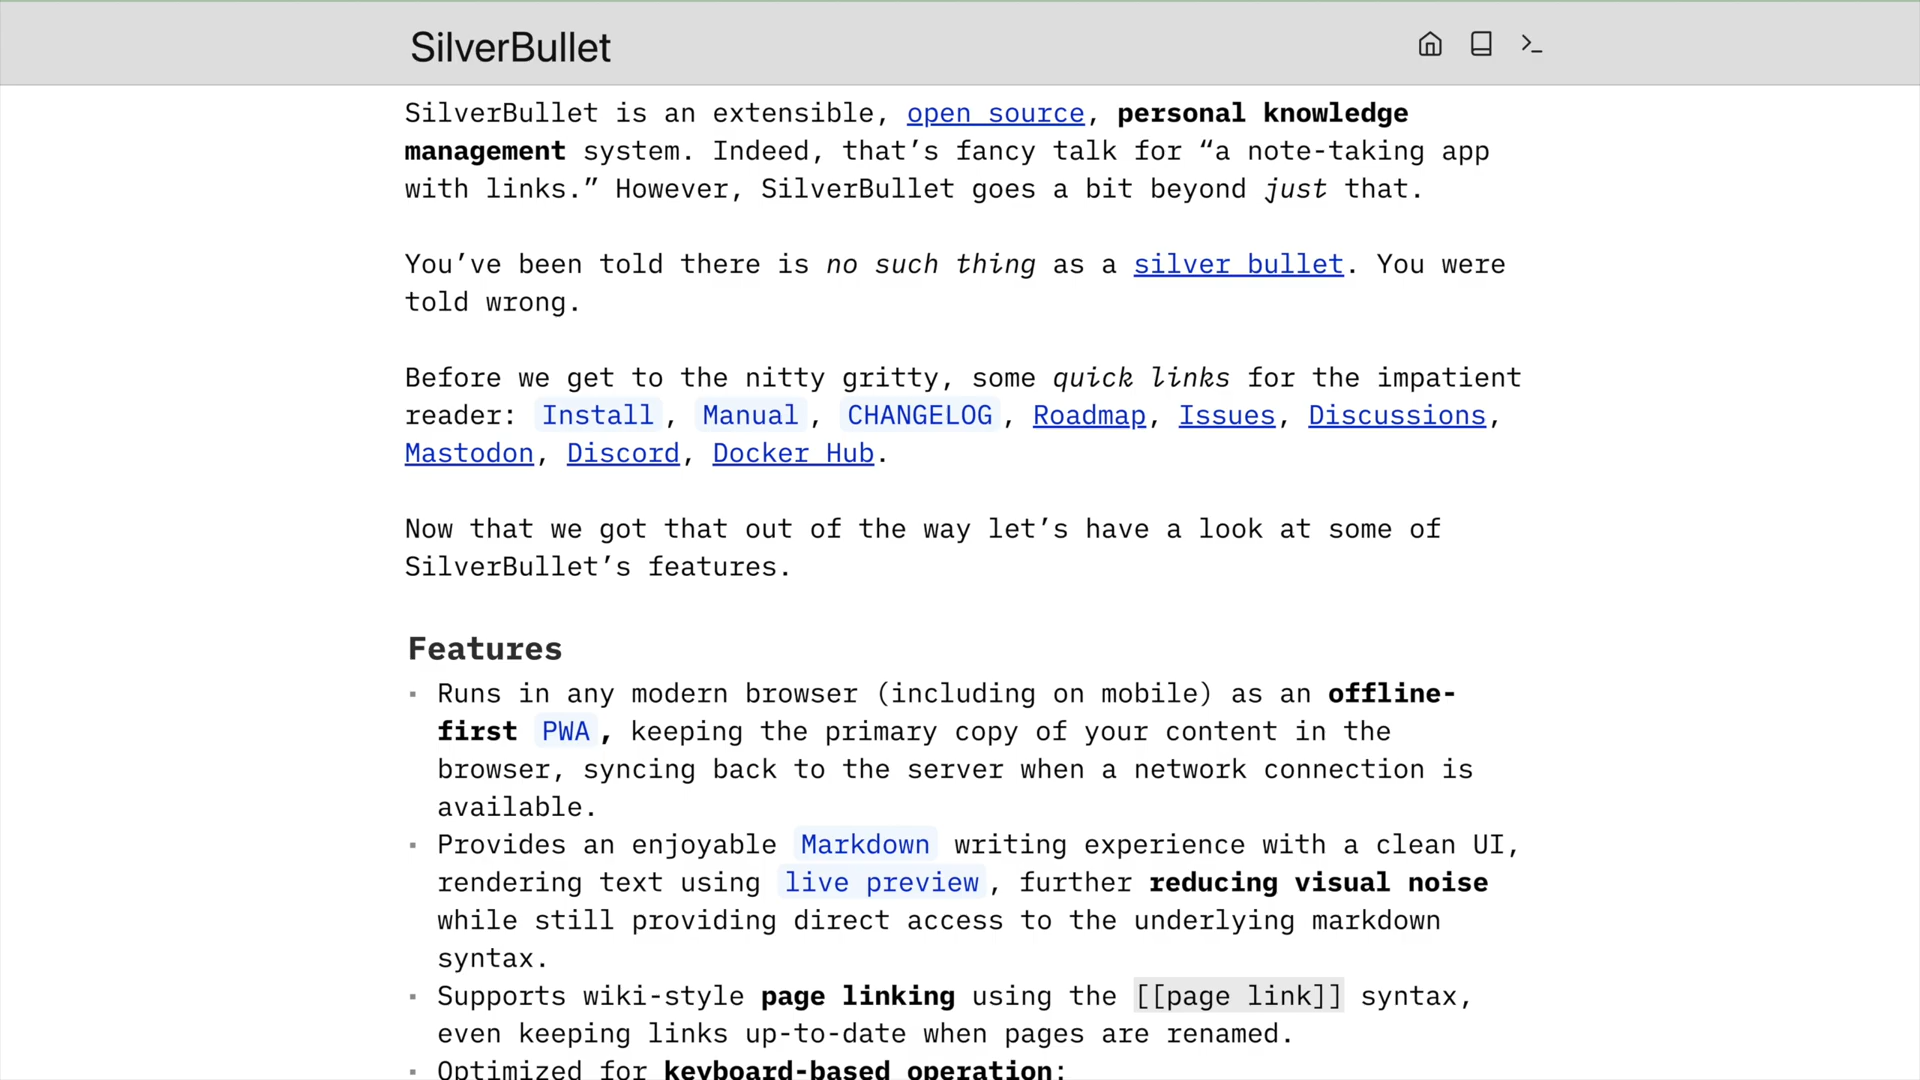 SilverBullet
SilverBullet is an extensible, open source, personal knowledge
management system. Indeed, that’s fancy talk for “a note-taking app
with links.” However, SilverBullet goes a bit beyond just that.
You’ve been told there is no such thing as a silver bullet. You were
told wrong.
Before we get to the nitty gritty, some quick links for the impatient
reader: Install, Manual, CHANGELOG, Roadmap, Issues, Discussions,
Mastodon, Discord, Docker Hub.
Now that we got that out of the way let’s have a look at some of
SilverBullet’s features.
Features
▪ Runs in any modern browser (including on mobile) as an offline-
first PWA, keeping the primary copy of your content in the
browser, syncing back to the server when a network connection is
available.
▪ Provides an enjoyable Markdown writing experience with a clean UI,
rendering text using live preview, further reducing visual noise
while still providing direct access to the underlying markdown
syntax.
▪ Supports wiki-style page linking using the [[page link]] syntax,
even keeping links up-to-date when pages are renamed.
▪ Optimized for keyboard-based operation: